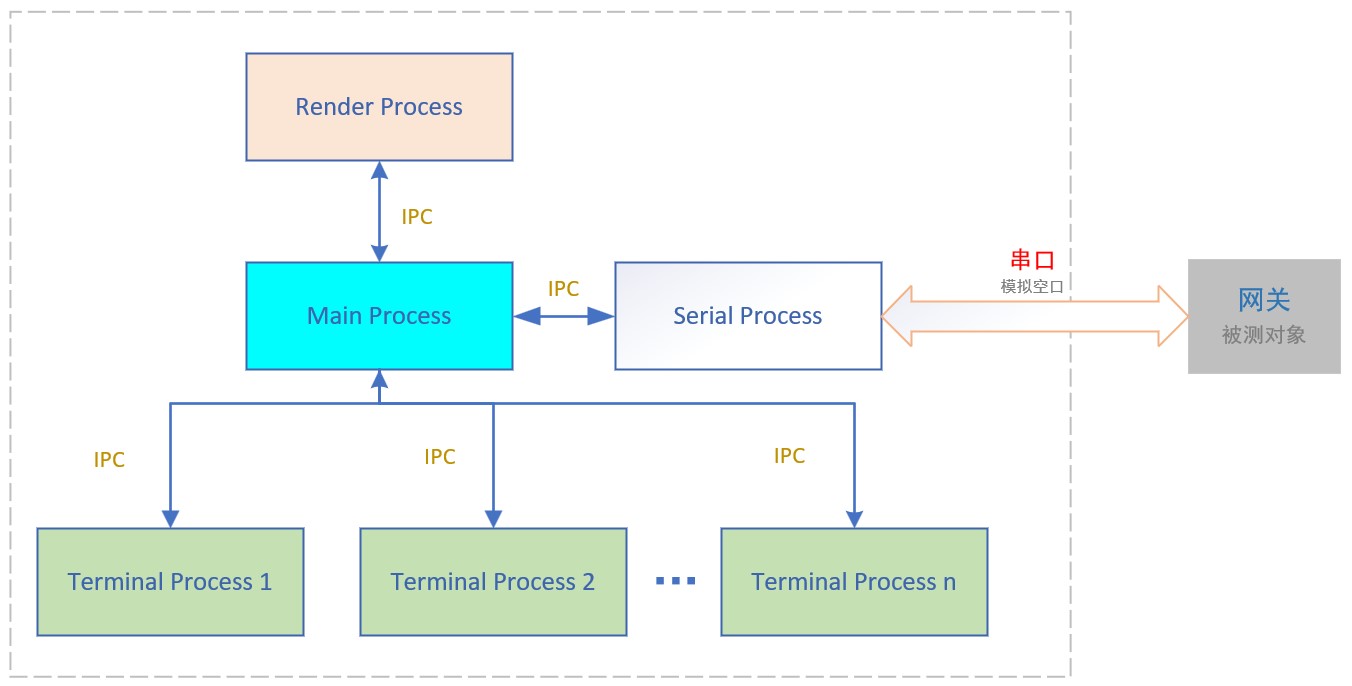 Render Process
IPC
Main Process
IPC
Serial Process
串口
模拟空口
网关
被测对象
IPC
IPC
IPC
Terminal Process 1
Terminal Process 2
Terminal Process n